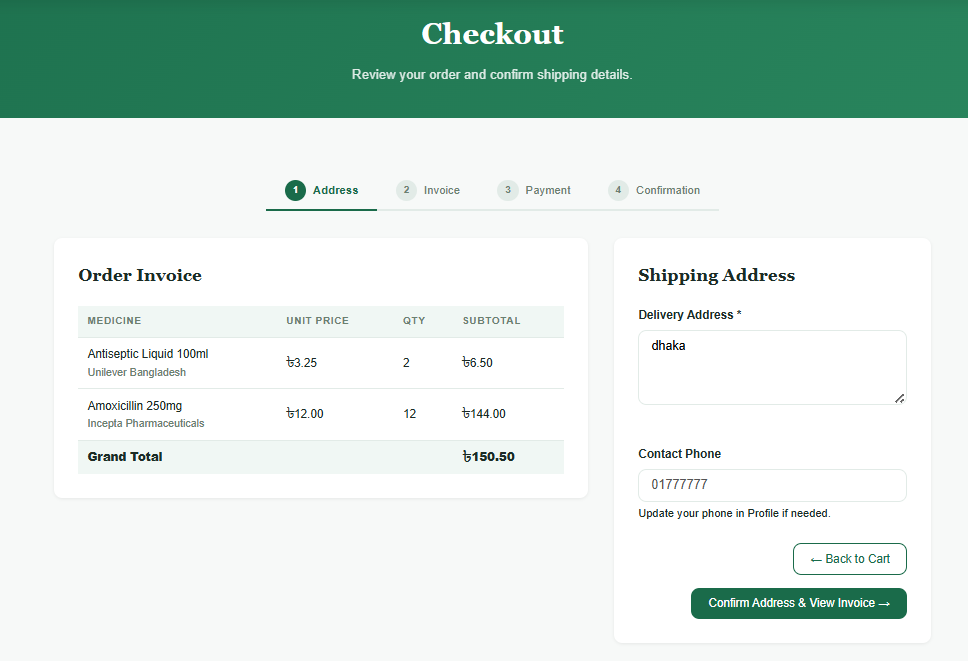 Checkout
Review your order and confirm shipping details.
1 Address 2 Invoice 3 Payment 4 Confirmation
Order Invoice
MEDICINE UNIT PRICE QTY SUBTOTAL
Antiseptic Liquid 100ml
Unilever Bangladesh
৳3.25 2 ৳6.50
Amoxicillin 250mg
Incepta Pharmaceuticals
৳12.00 12 ৳144.00
Grand Total ৳150.50
Shipping Address
Delivery Address *
dhaka
Contact Phone
01777777
Update your phone in Profile if needed.
← Back to Cart
Confirm Address & View Invoice →